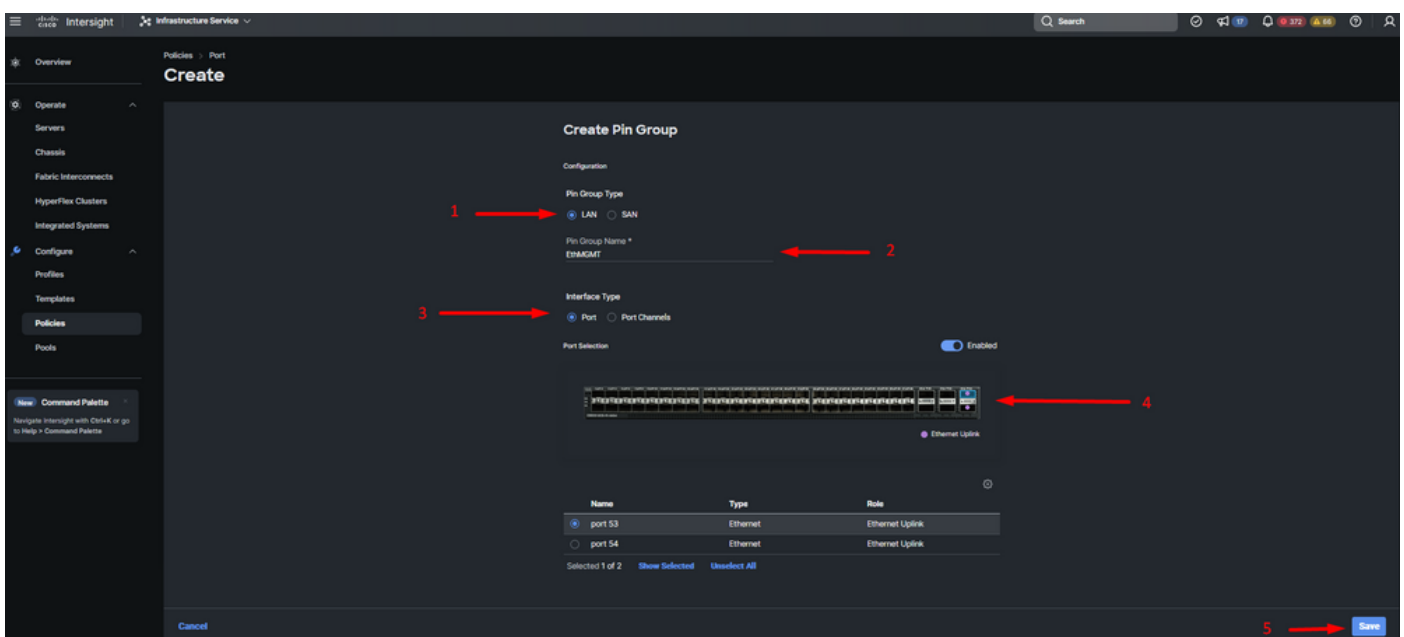 cisco Intersight
Infrastructure Service
Search
17
372
66
Overview
Operate
Servers
Chassis
Fabric Interconnects
HyperFlex Clusters
Integrated Systems
Configure
Profiles
Templates
Policies
Pools
New Command Palette
Navigate Intersight with Ctrl+K or go
to Help > Command Palette
Policies > Port
Create
Create Pin Group
Configuration
Pin Group Type
1
LAN SAN
Pin Group Name *
EthMGMT
2
Interface Type
3
Port Port Channels
Port Selection
Enabled
4
Ethernet Uplink
Name Type Role
port 53 Ethernet Ethernet Uplink
port 54 Ethernet Ethernet Uplink
Selected 1 of 2 Show Selected Unselect All
Cancel
5
Save